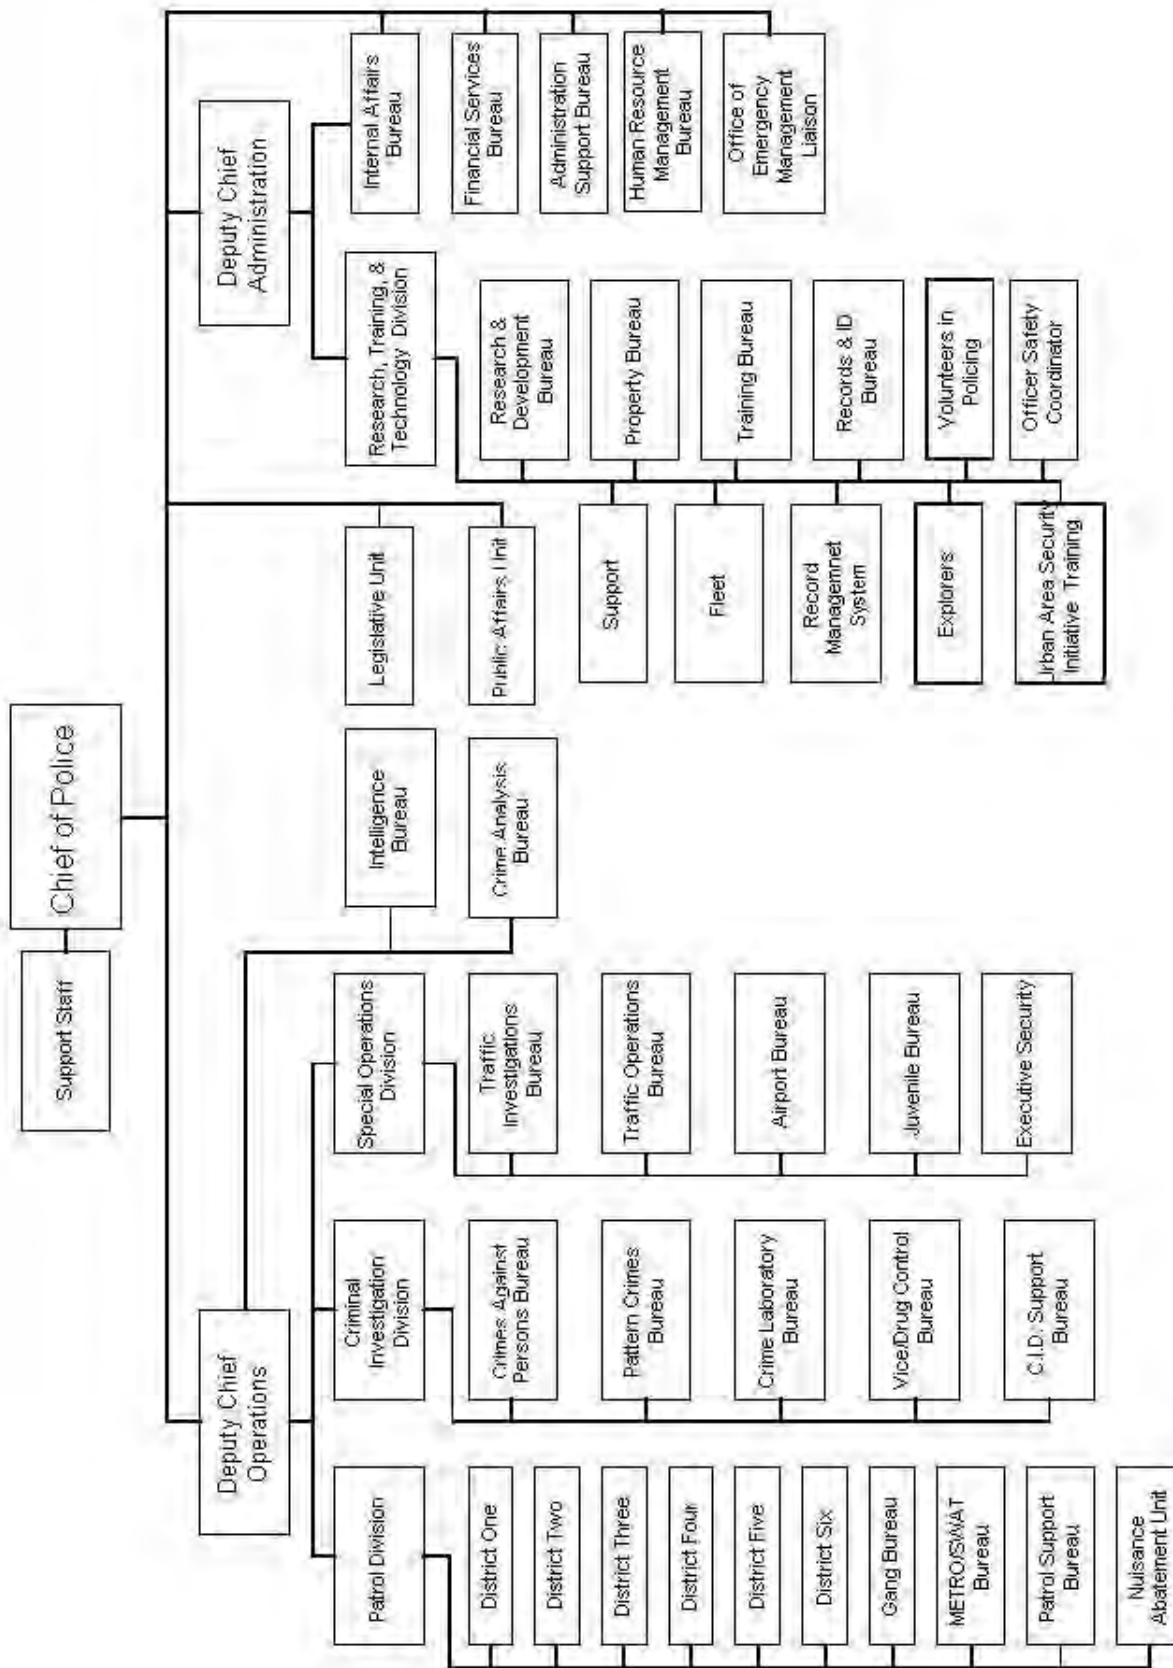 Chief of Police
Support Staff
Deputy Chief
Operations
Deputy Chief
Administration
Patrol Division
Criminal
Investigation
Division
Special Operations
Division
Intelligence
Bureau
Crime Analysis
Bureau
Legislative Unit
Public Affairs Unit
Research, Training, &
Technology Division
Internal Affairs
Bureau
Financial Services
Bureau
Administration
Support Bureau
Human Resource
Management
Bureau
Office of
Emergency
Management
Liaison
District One
District Two
District Three
District Four
District Five
District Six
Gang Bureau
METRO/SWAT
Bureau
Patrol Support
Bureau
Nuisance
Abatement Unit
Crimes Against
Persons Bureau
Pattern Crimes
Bureau
Crime Laboratory
Bureau
Vice/Drug Control
Bureau
C.I.D. Support
Bureau
Traffic
Investigations
Bureau
Traffic Operations
Bureau
Airport Bureau
Juvenile Bureau
Executive Security
Support
Fleet
Record
Managemnet
System
Explorers
Urban Area Security
Initiative Training
Research &
Development
Bureau
Property Bureau
Training Bureau
Records & ID
Bureau
Volunteers in
Policing
Officer Safety
Coordinator